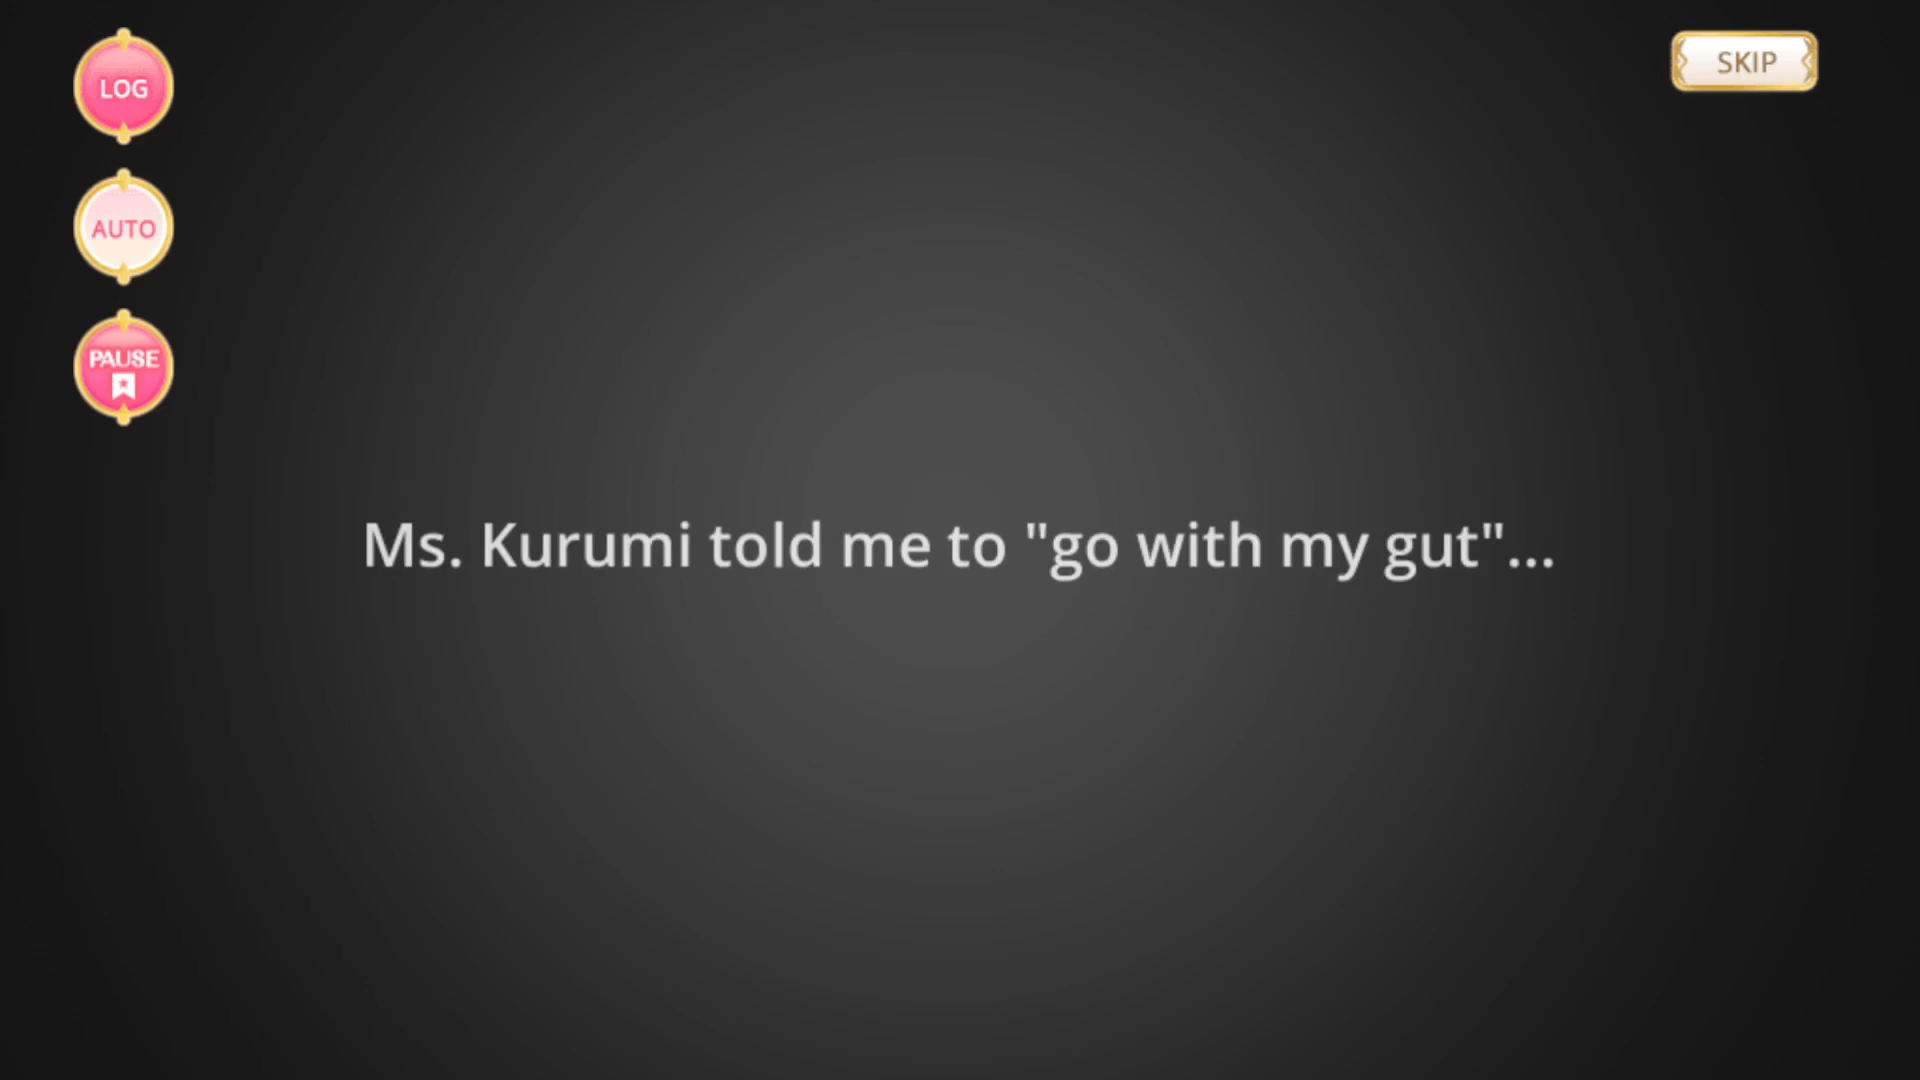 LOG
SKIP
AUTO
PAUSE
Ms. Kurumi told me to "go with my gut"...